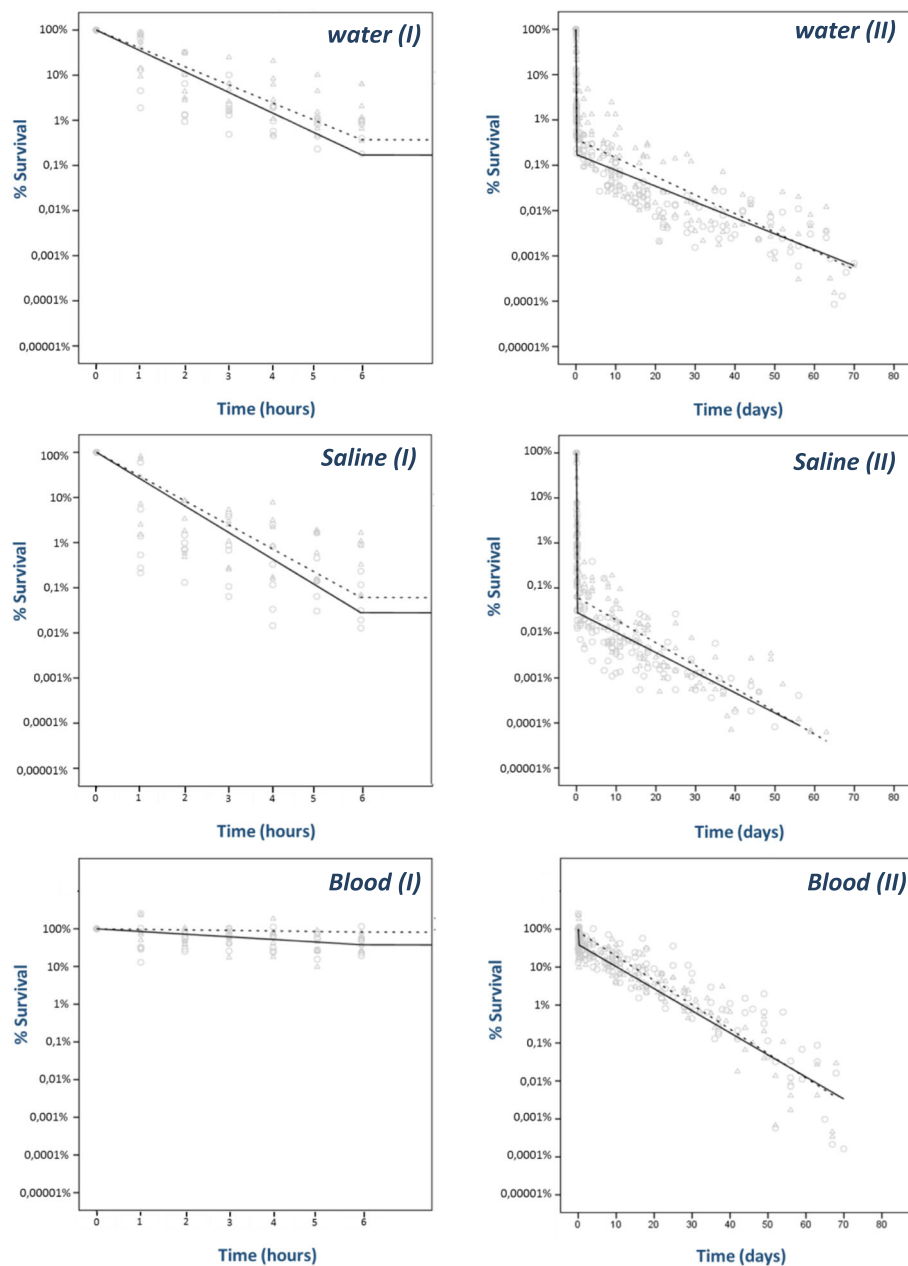 water (I)
100%
10%
1%
0,1%
0,01%
0,001%
0,0001%
0,00001%
% Survival
0 1 2 3 4 5 6
Time (hours)
water (II)
100%
10%
1%
0,1%
0,01%
0,001%
0,0001%
0,00001%
% Survival
0 10 20 30 40 50 60 70 80
Time (days)
Saline (I)
100%
10%
1%
0,1%
0,01%
0,001%
0,0001%
0,00001%
% Survival
0 1 2 3 4 5 6
Time (hours)
Saline (II)
100%
10%
1%
0,1%
0,01%
0,001%
0,0001%
0,00001%
% Survival
0 10 20 30 40 50 60 70 80
Time (days)
Blood (I)
100%
10%
1%
0,1%
0,01%
0,001%
0,0001%
0,00001%
% Survival
0 1 2 3 4 5 6
Time (hours)
Blood (II)
100%
10%
1%
0,1%
0,01%
0,001%
0,0001%
0,00001%
% Survival
0 10 20 30 40 50 60 70 80
Time (days)